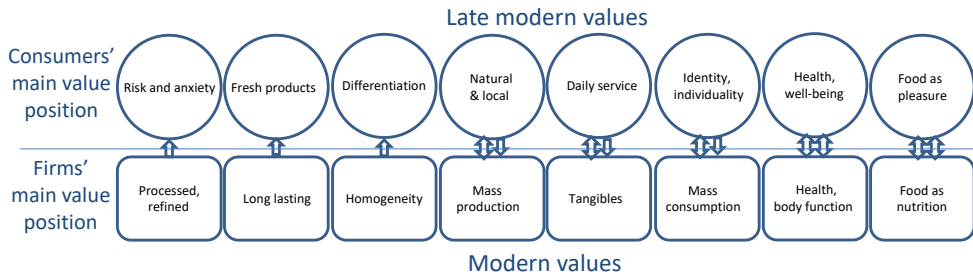 Late modern values
Consumers’
main value
position
Risk and anxiety
Fresh products
Differentiation
Natural
& local
Daily service
Identity,
individuality
Health,
well-being
Food as
pleasure
Firms’
main value
position
Processed,
refined
Long lasting
Homogeneity
Mass
production
Tangibles
Mass
consumption
Health,
body function
Food as
nutrition
Modern values